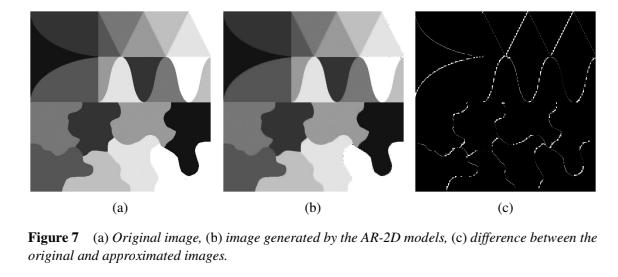 (a)
(b)
(c)
Figure 7 (a) Original image, (b) image generated by the AR-2D models, (c) difference between the
original and approximated images.